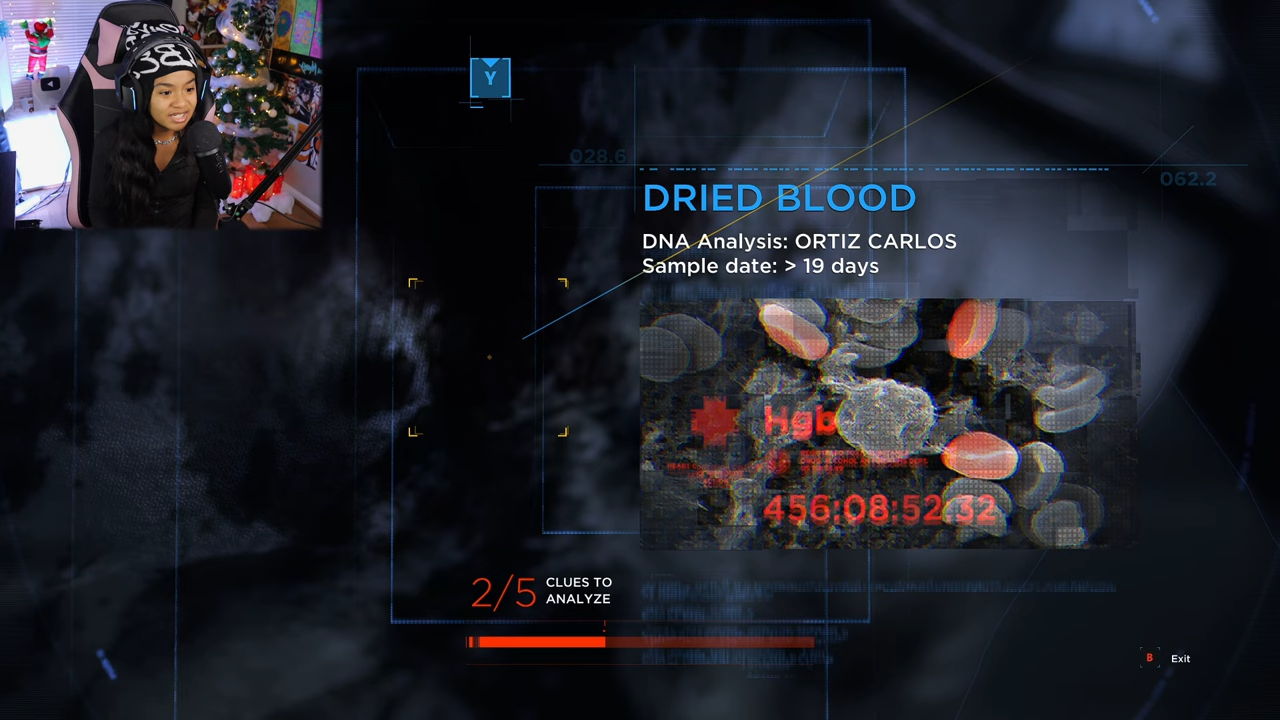 Y
028.6
062.2
DRIED BLOOD
DNA Analysis: ORTIZ CARLOS
Sample date: > 19 days
Hgb
456:08:52:32
2/5
CLUES TO
ANALYZE
B Exit